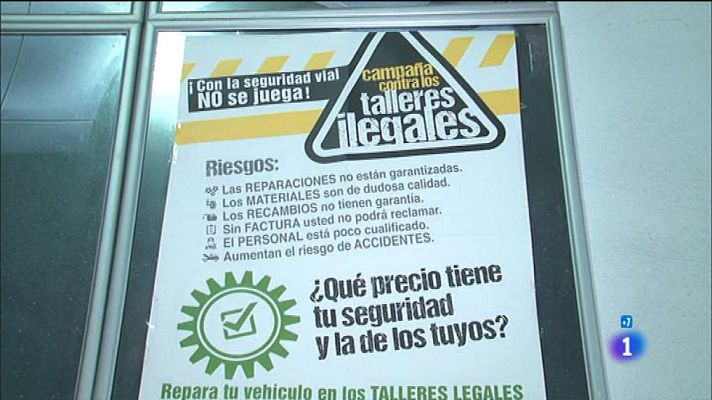 ¡Con la seguridad vial
NO se juega!
campaña
contra los
talleres
ilegales
Riesgos:
Las REPARACIONES no están garantizadas.
Los MATERIALES son de dudosa calidad.
Los RECAMBIOS no tienen garantía.
Sin FACTURA usted no podrá reclamar.
El PERSONAL está poco cualificado.
Aumentan el riesgo de ACCIDENTES.
¿Qué precio tiene
tu seguridad
y la de los tuyos?
Repara tu vehículo en los TALLERES LEGALES
+7
1